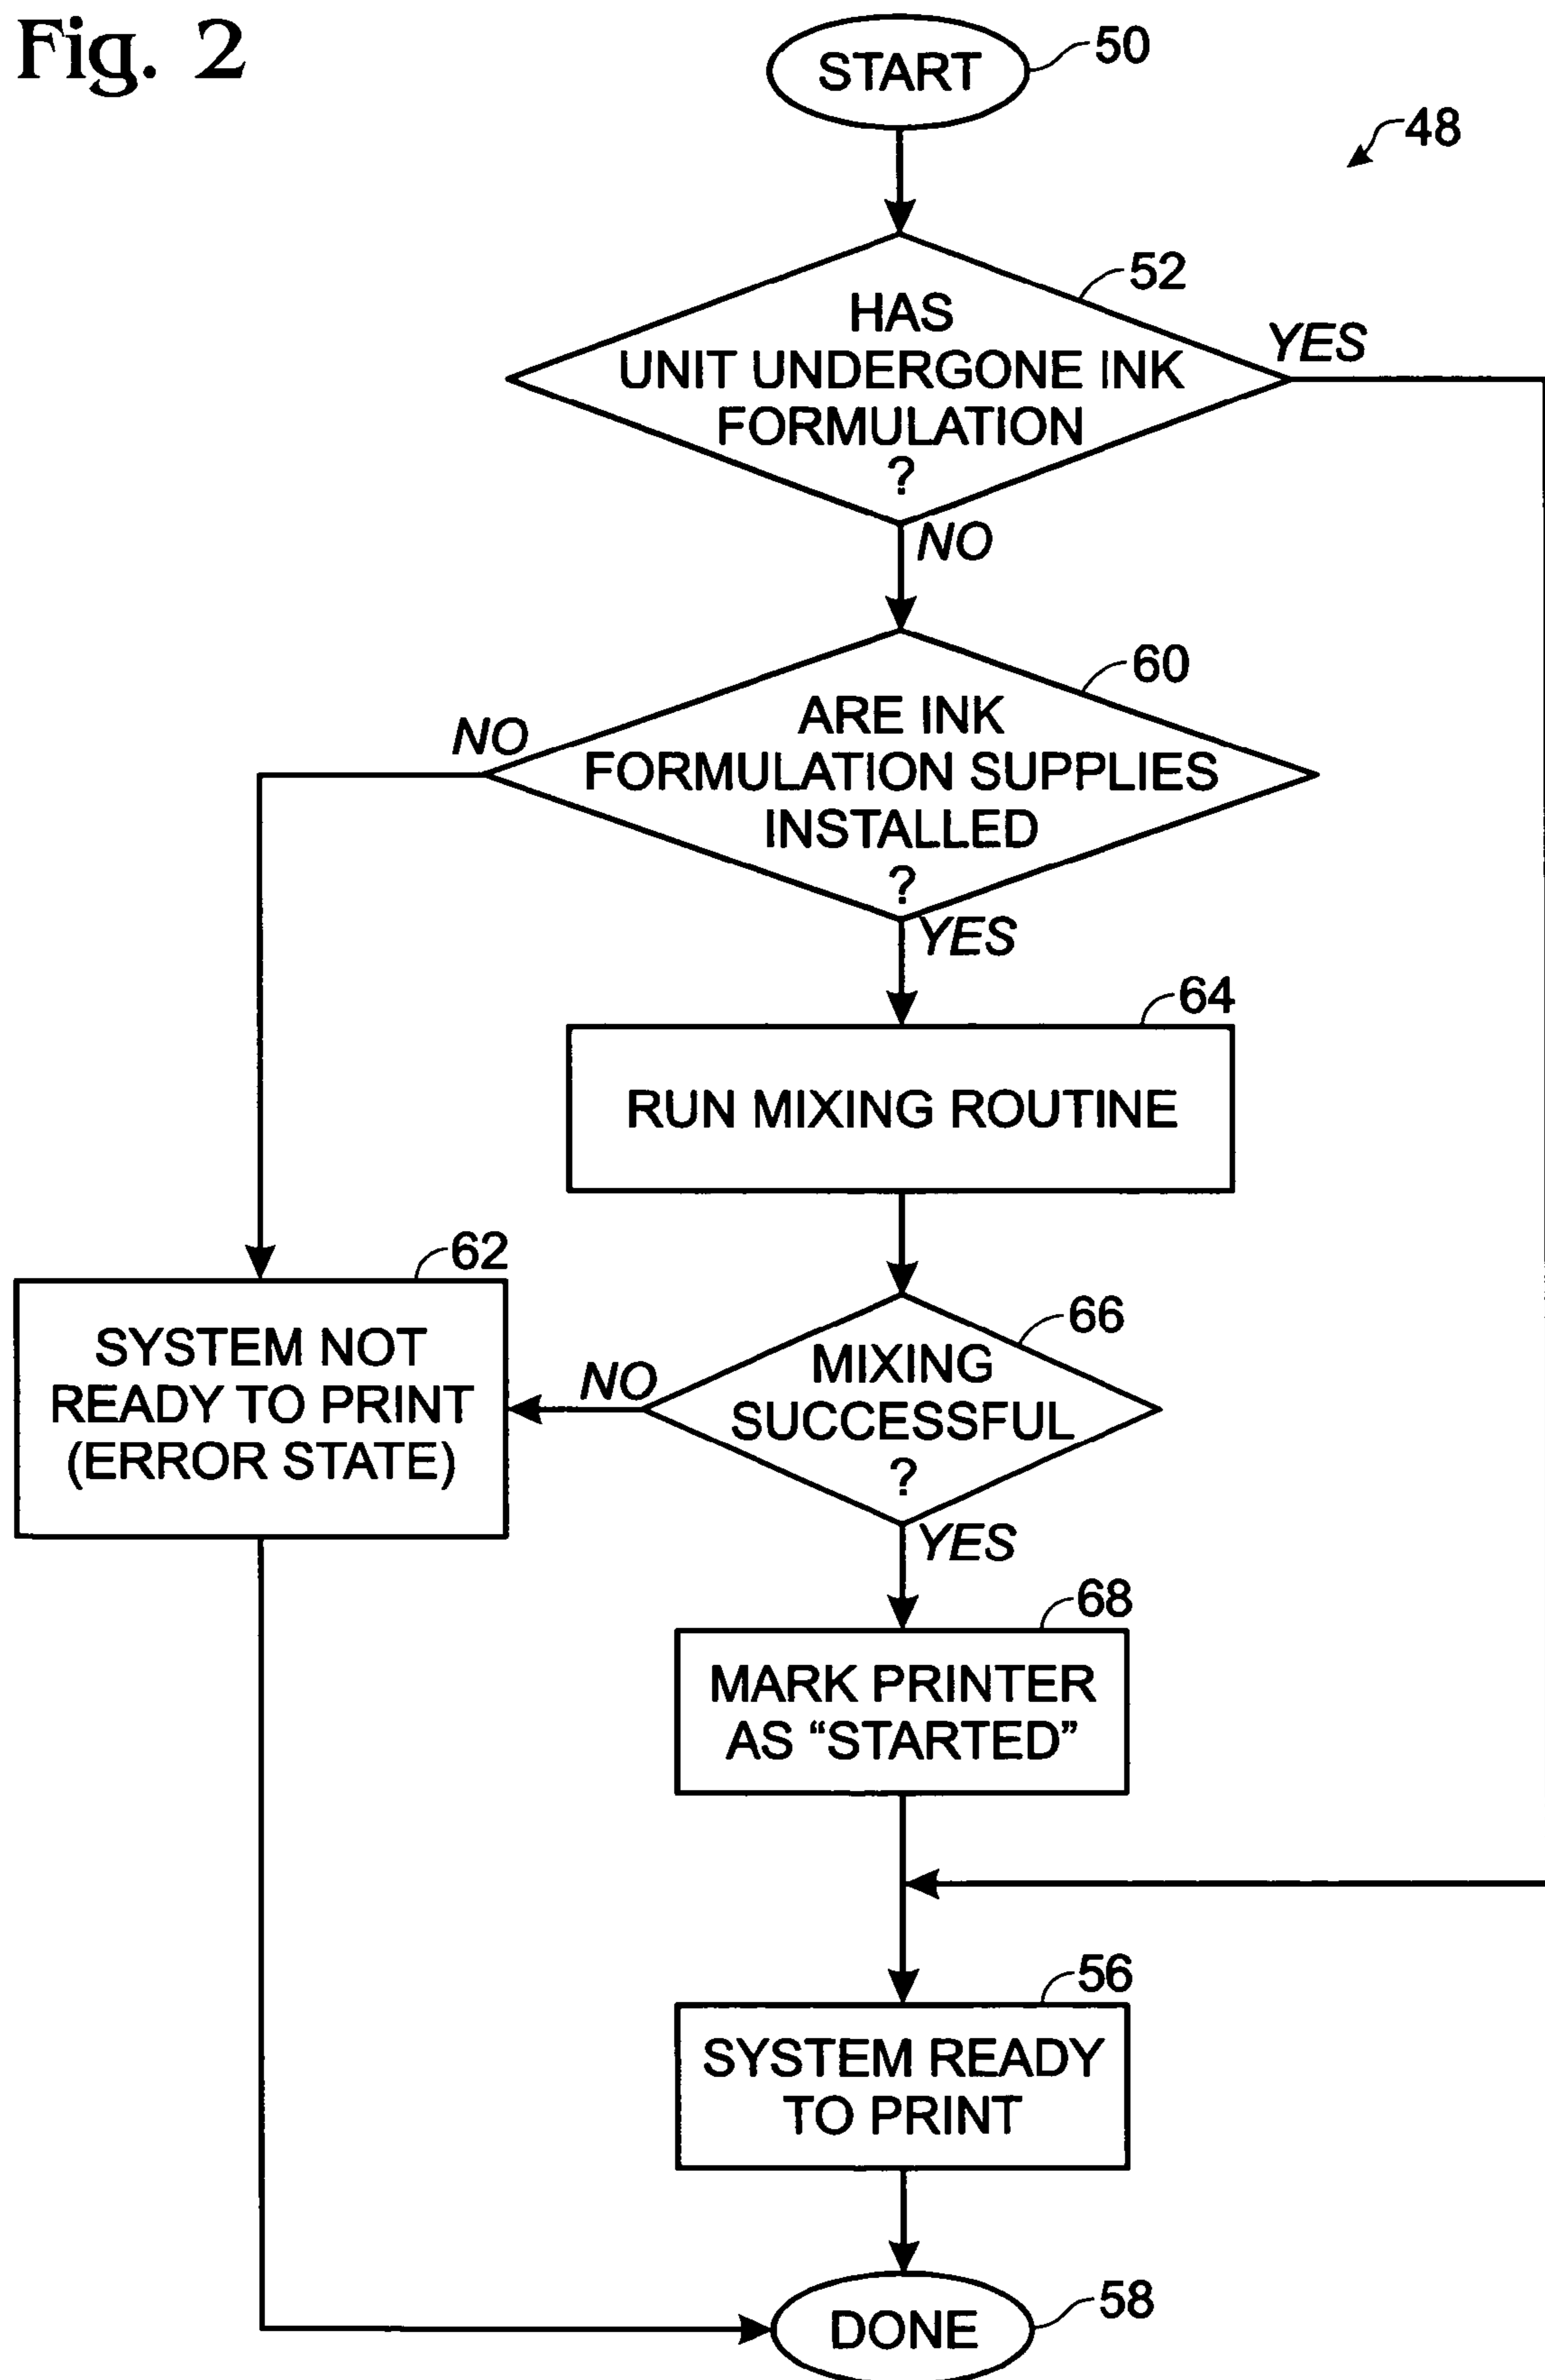 Fig. 2
START
50
48
52
HAS
UNIT UNDERGONE INK
FORMULATION
?
YES
NO
60
ARE INK
FORMULATION SUPPLIES
INSTALLED
?
NO
YES
64
RUN MIXING ROUTINE
62
SYSTEM NOT
READY TO PRINT
(ERROR STATE)
66
MIXING
SUCCESSFUL
?
NO
YES
68
MARK PRINTER
AS “STARTED”
56
SYSTEM READY
TO PRINT
DONE
58